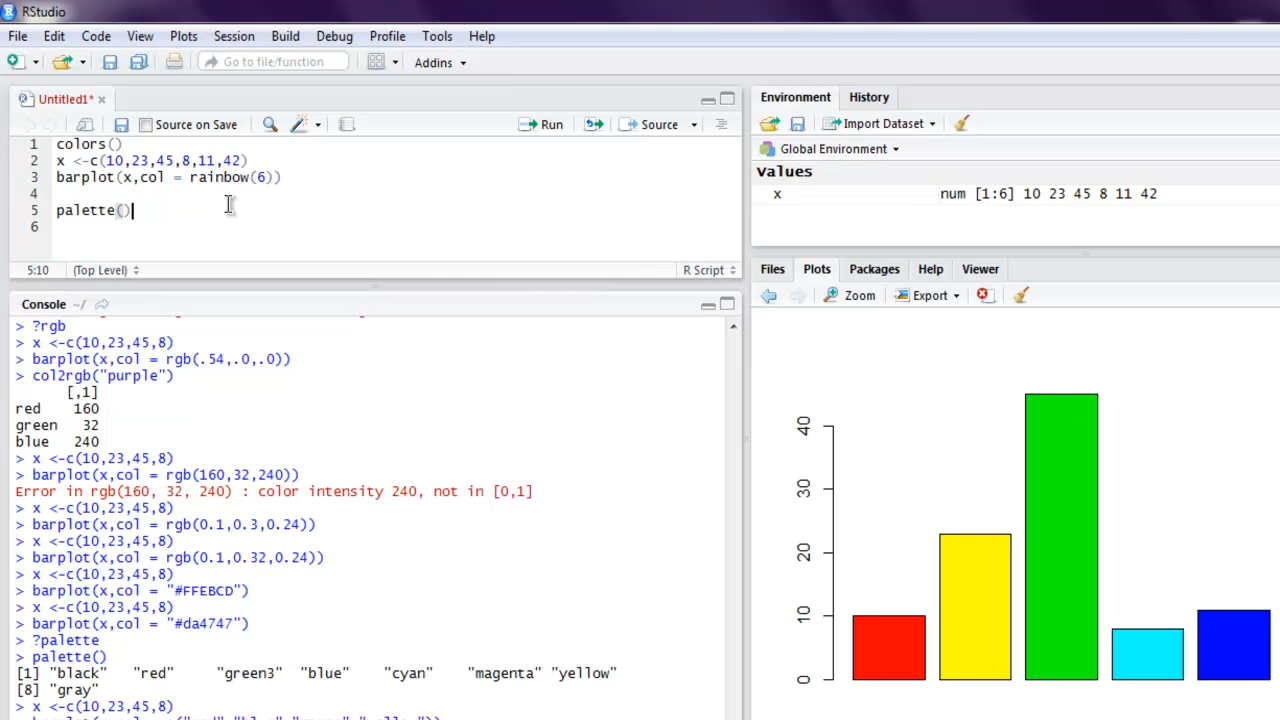 RStudio
File Edit Code View Plots Session Build Debug Profile Tools Help
Go to file/function Addins
Untitled1*
Source on Save Run Source
1 colors()
2 x <-c(10,23,45,8,11,42)
3 barplot(x,col = rainbow(6))
4
5 palette()
6
5:10 (Top Level) R Script
Console ~/
> ?rgb
> x <-c(10,23,45,8)
> barplot(x,col = rgb(.54,.0,.0))
> col2rgb("purple")
[,1]
red 160
green 32
blue 240
> x <-c(10,23,45,8)
> barplot(x,col = rgb(160,32,240))
Error in rgb(160, 32, 240) : color intensity 240, not in [0,1]
> x <-c(10,23,45,8)
> barplot(x,col = rgb(0.1,0.3,0.24))
> x <-c(10,23,45,8)
> barplot(x,col = rgb(0.1,0.32,0.24))
> x <-c(10,23,45,8)
> barplot(x,col = "#FFEBCD")
> x <-c(10,23,45,8)
> barplot(x,col = "#da4747")
> ?palette
> palette()
[1] "black" "red" "green3" "blue" "cyan" "magenta" "yellow"
[8] "gray"
> x <-c(10,23,45,8)
Environment History
Import Dataset
Global Environment
Values
x num [1:6] 10 23 45 8 11 42
Files Plots Packages Help Viewer
Zoom Export
40
30
20
10
0